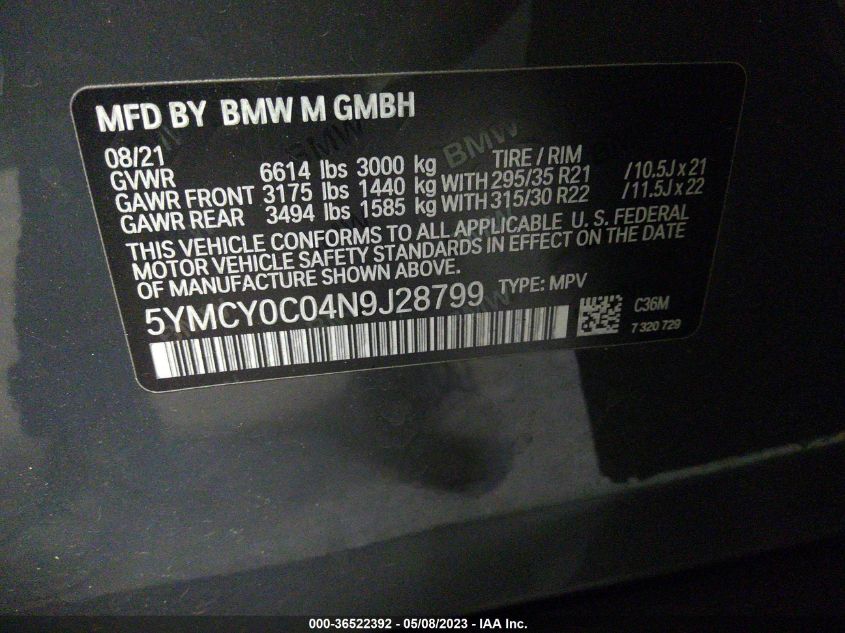 MFD BY BMW M GMBH
08/21
GVWR 6614 lbs 3000 kg TIRE / RIM
GAWR FRONT 3175 lbs 1440 kg WITH 295/35 R21 /10.5J x 21
GAWR REAR 3494 lbs 1585 kg WITH 315/30 R22 /11.5J x 22
THIS VEHICLE CONFORMS TO ALL APPLICABLE U. S. FEDERAL
MOTOR VEHICLE SAFETY STANDARDS IN EFFECT ON THE DATE
OF MANUFACTURE SHOWN ABOVE.
5YMCY0C04N9J28799 TYPE: MPV
C36M
7 320 729
BMW
BMW
000-36522392 - 05/08/2023 - IAA Inc.